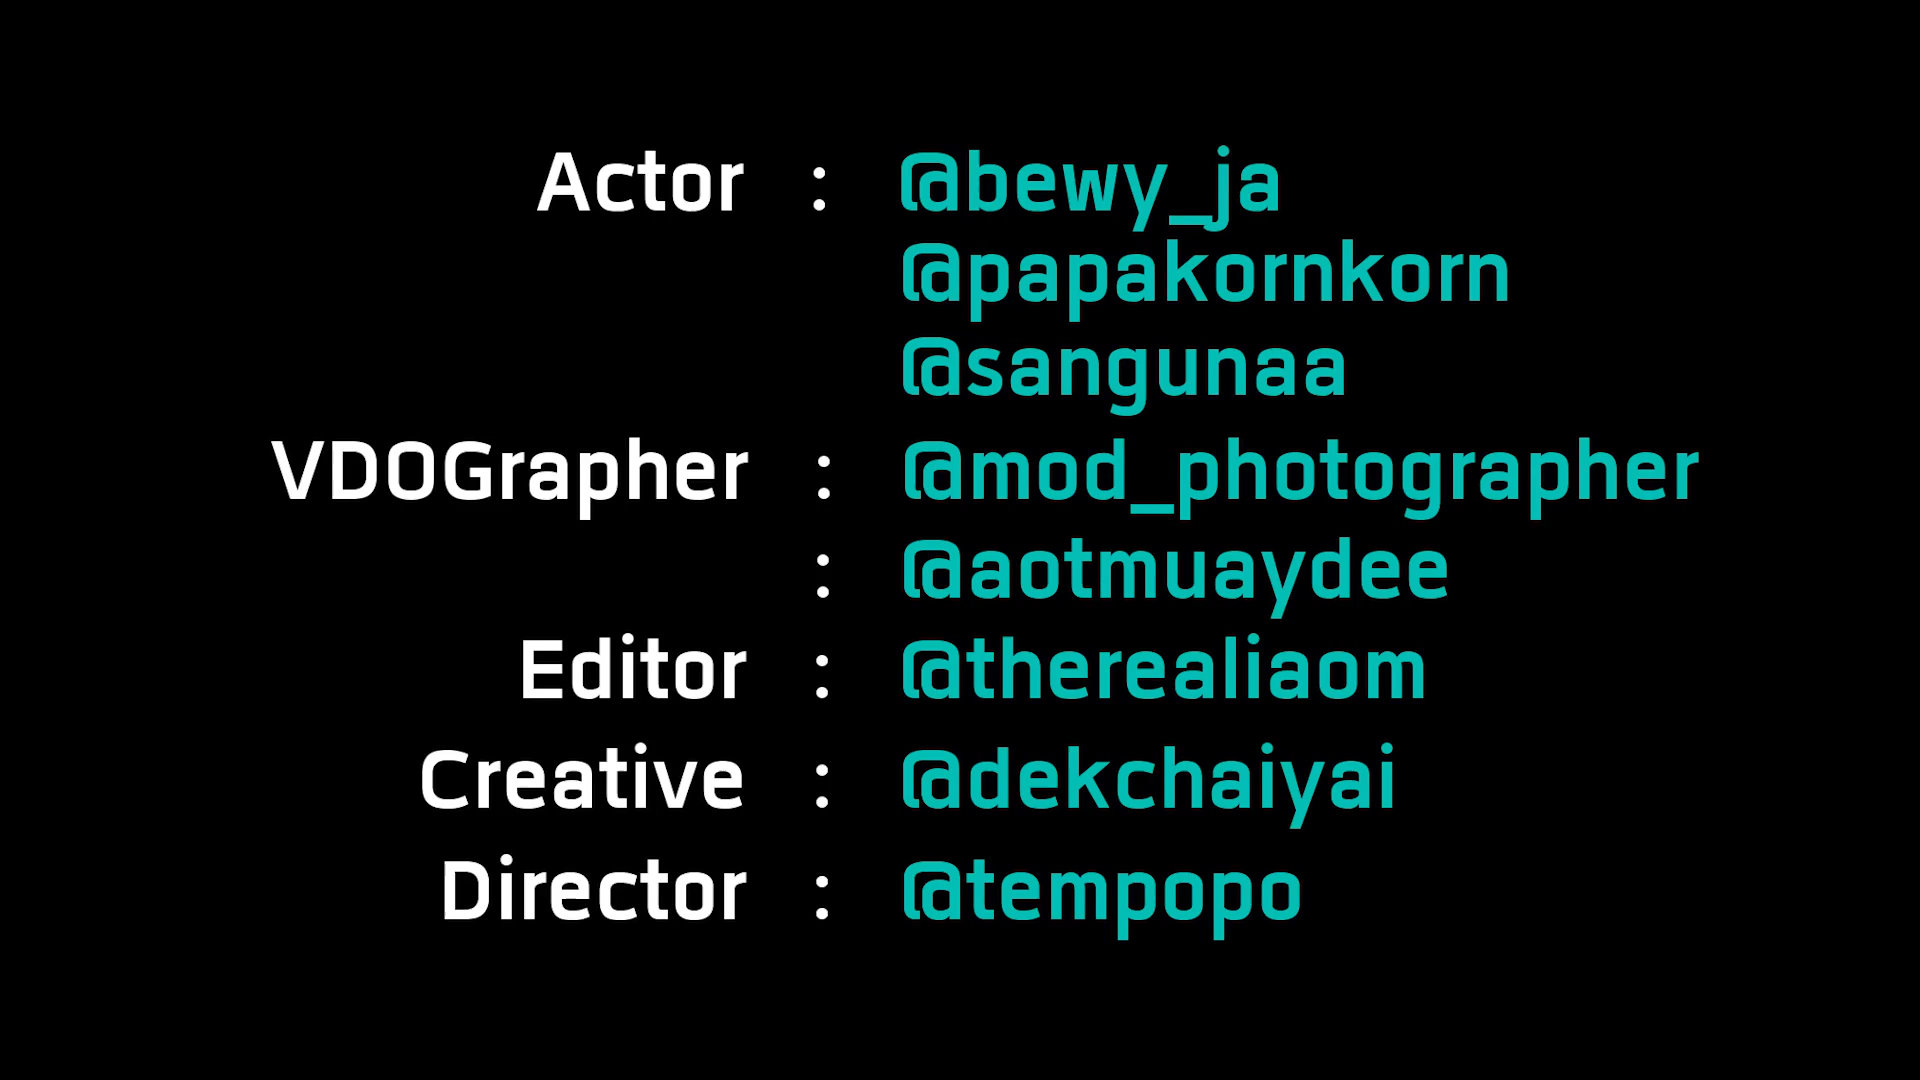 Actor : @bewy_ja
@papakornkorn
@sangunaa
VDOGrapher : @mod_photographer
: @aotmuaydee
Editor : @therealiaom
Creative : @dekchaiyai
Director : @tempopo